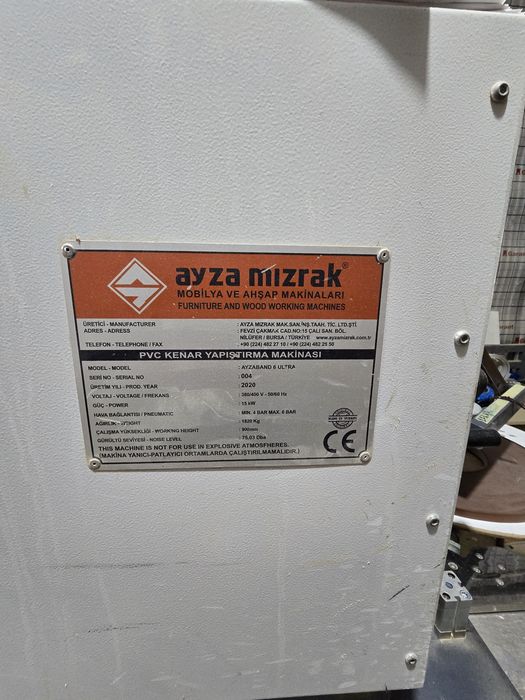 ayza mızrak®
MOBİLYA VE AHŞAP MAKİNALARI
FURNITURE AND WOOD WORKING MACHINES
ÜRETİCİ - MANUFACTURER : AYZA MIZRAK MAK.SAN.İNŞ.TAAH. TİC. LTD.ŞTİ.
ADRES - ADRESS : FEVZİ ÇAKMAK CAD.NO:15 ÇALI SAN. BÖL.
NİLÜFER / BURSA / TÜRKİYE www.ayzamizrak.com.tr
TELEFON - TELEPHONE / FAX : +90 (224) 482 27 10 / +90 (224) 482 29 50
PVC KENAR YAPIŞTIRMA MAKİNASI
MODEL - MODEL : AYZABAND 6 ULTRA
SERİ NO - SERIAL NO : 004
ÜRETİM YILI - PROD. YEAR : 2020
VOLTAJ - VOLTAGE / FREKANS : 380/400 V - 50/60 Hz
GÜÇ - POWER : 15 kW
HAVA BAĞLANTISI / PNEUMATIC : MIN. 4 BAR MAX. 6 BAR
AĞIRLIK - WEIGHT : 1820 Kg
ÇALIŞMA YÜKSEKLİĞİ - WORKING HEIGHT : 900mm
GÜRÜLTÜ SEVİYESİ - NOISE LEVEL : 75,03 Dba
THIS MACHINE IS NOT FOR USE IN EXPLOSIVE ATMOSFHERES.
(MAKİNA YANICI-PATLAYICI ORTAMLARDA ÇALIŞTIRILMAMALIDIR.)
CE